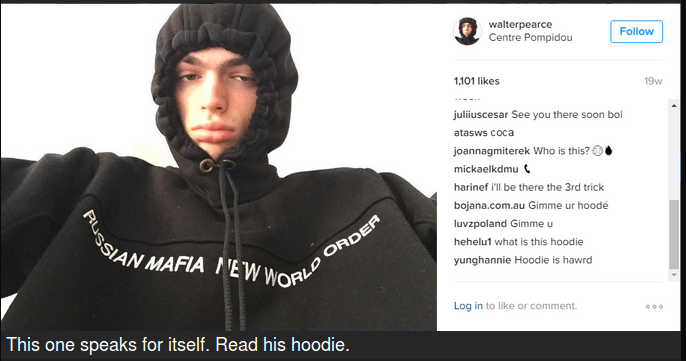 walterpearce
Centre Pompidou
Follow
1,101 likes
19w
juliiuscesar See you there soon boi
atasws coca
joannagmiterek Who is this? 
mickaelkdmu
harinef i'll be there the 3rd trick
bojana.com.au Gimme ur hoodé
luvzpoland Gimme u
hehelu1 what is this hoodie
yunghannie Hoodie is hawrd
Log in to like or comment.
RUSSIAN MAFIA NEW WORLD ORDER
This one speaks for itself. Read his hoodie.